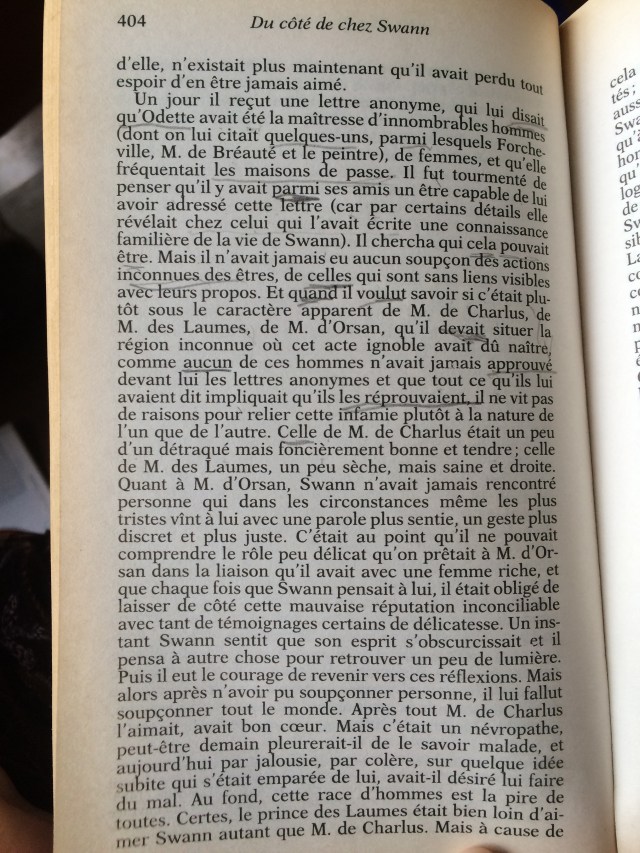 404
Du côté de chez Swann
d'elle, n'existait plus maintenant qu'il avait perdu tout
espoir d'en être jamais aimé.
Un jour il reçut une lettre anonyme, qui lui disait
qu'Odette avait été la maîtresse d'innombrables hommes
(dont on lui citait quelques-uns, parmi lesquels Forche-
ville, M. de Bréauté et le peintre), de femmes, et qu'elle
fréquentait les maisons de passe. Il fut tourmenté de
penser qu'il y avait parmi ses amis un être capable de lui
avoir adressé cette lettre (car par certains détails elle
révélait chez celui qui l'avait écrite une connaissance
familière de la vie de Swann). Il chercha qui cela pouvait
être. Mais il n'avait jamais eu aucun soupçon des actions
inconnues des êtres, de celles qui sont sans liens visibles
avec leurs propos. Et quand il voulut savoir si c'était plu-
tôt sous le caractère apparent de M. de Charlus, de
M. des Laumes, de M. d'Orsan, qu'il devait situer la
région inconnue où cet acte ignoble avait dû naître,
comme aucun de ces hommes n'avait jamais approuvé
devant lui les lettres anonymes et que tout ce qu'ils lui
avaient dit impliquait qu'ils les réprouvaient, il ne vit pas
de raisons pour relier cette infamie plutôt à la nature de
l'un que de l'autre. Celle de M. de Charlus était un peu
d'un détraqué mais foncièrement bonne et tendre ; celle
de M. des Laumes, un peu sèche, mais saine et droite.
Quant à M. d'Orsan, Swann n'avait jamais rencontré
personne qui dans les circonstances même les plus
tristes vînt à lui avec une parole plus sentie, un geste plus
discret et plus juste. C'était au point qu'il ne pouvait
comprendre le rôle peu délicat qu'on prêtait à M. d'Or-
san dans la liaison qu'il avait avec une femme riche, et
que chaque fois que Swann pensait à lui, il était obligé de
laisser de côté cette mauvaise réputation inconciliable
avec tant de témoignages certains de délicatesse. Un ins-
tant Swann sentit que son esprit s'obscurcissait et il
pensa à autre chose pour retrouver un peu de lumière.
Puis il eut le courage de revenir vers ces réflexions. Mais
alors après n'avoir pu soupçonner personne, il lui fallut
soupçonner tout le monde. Après tout M. de Charlus
l'aimait, avait bon cœur. Mais c'était un névropathe,
peut-être demain pleurerait-il de le savoir malade, et
aujourd'hui par jalousie, par colère, sur quelque idée
subite qui s'était emparée de lui, avait-il désiré lui faire
du mal. Au fond, cette race d'hommes est la pire de
toutes. Certes, le prince des Laumes était bien loin d'ai-
mer Swann autant que M. de Charlus. Mais à cause de
cela
tés ;